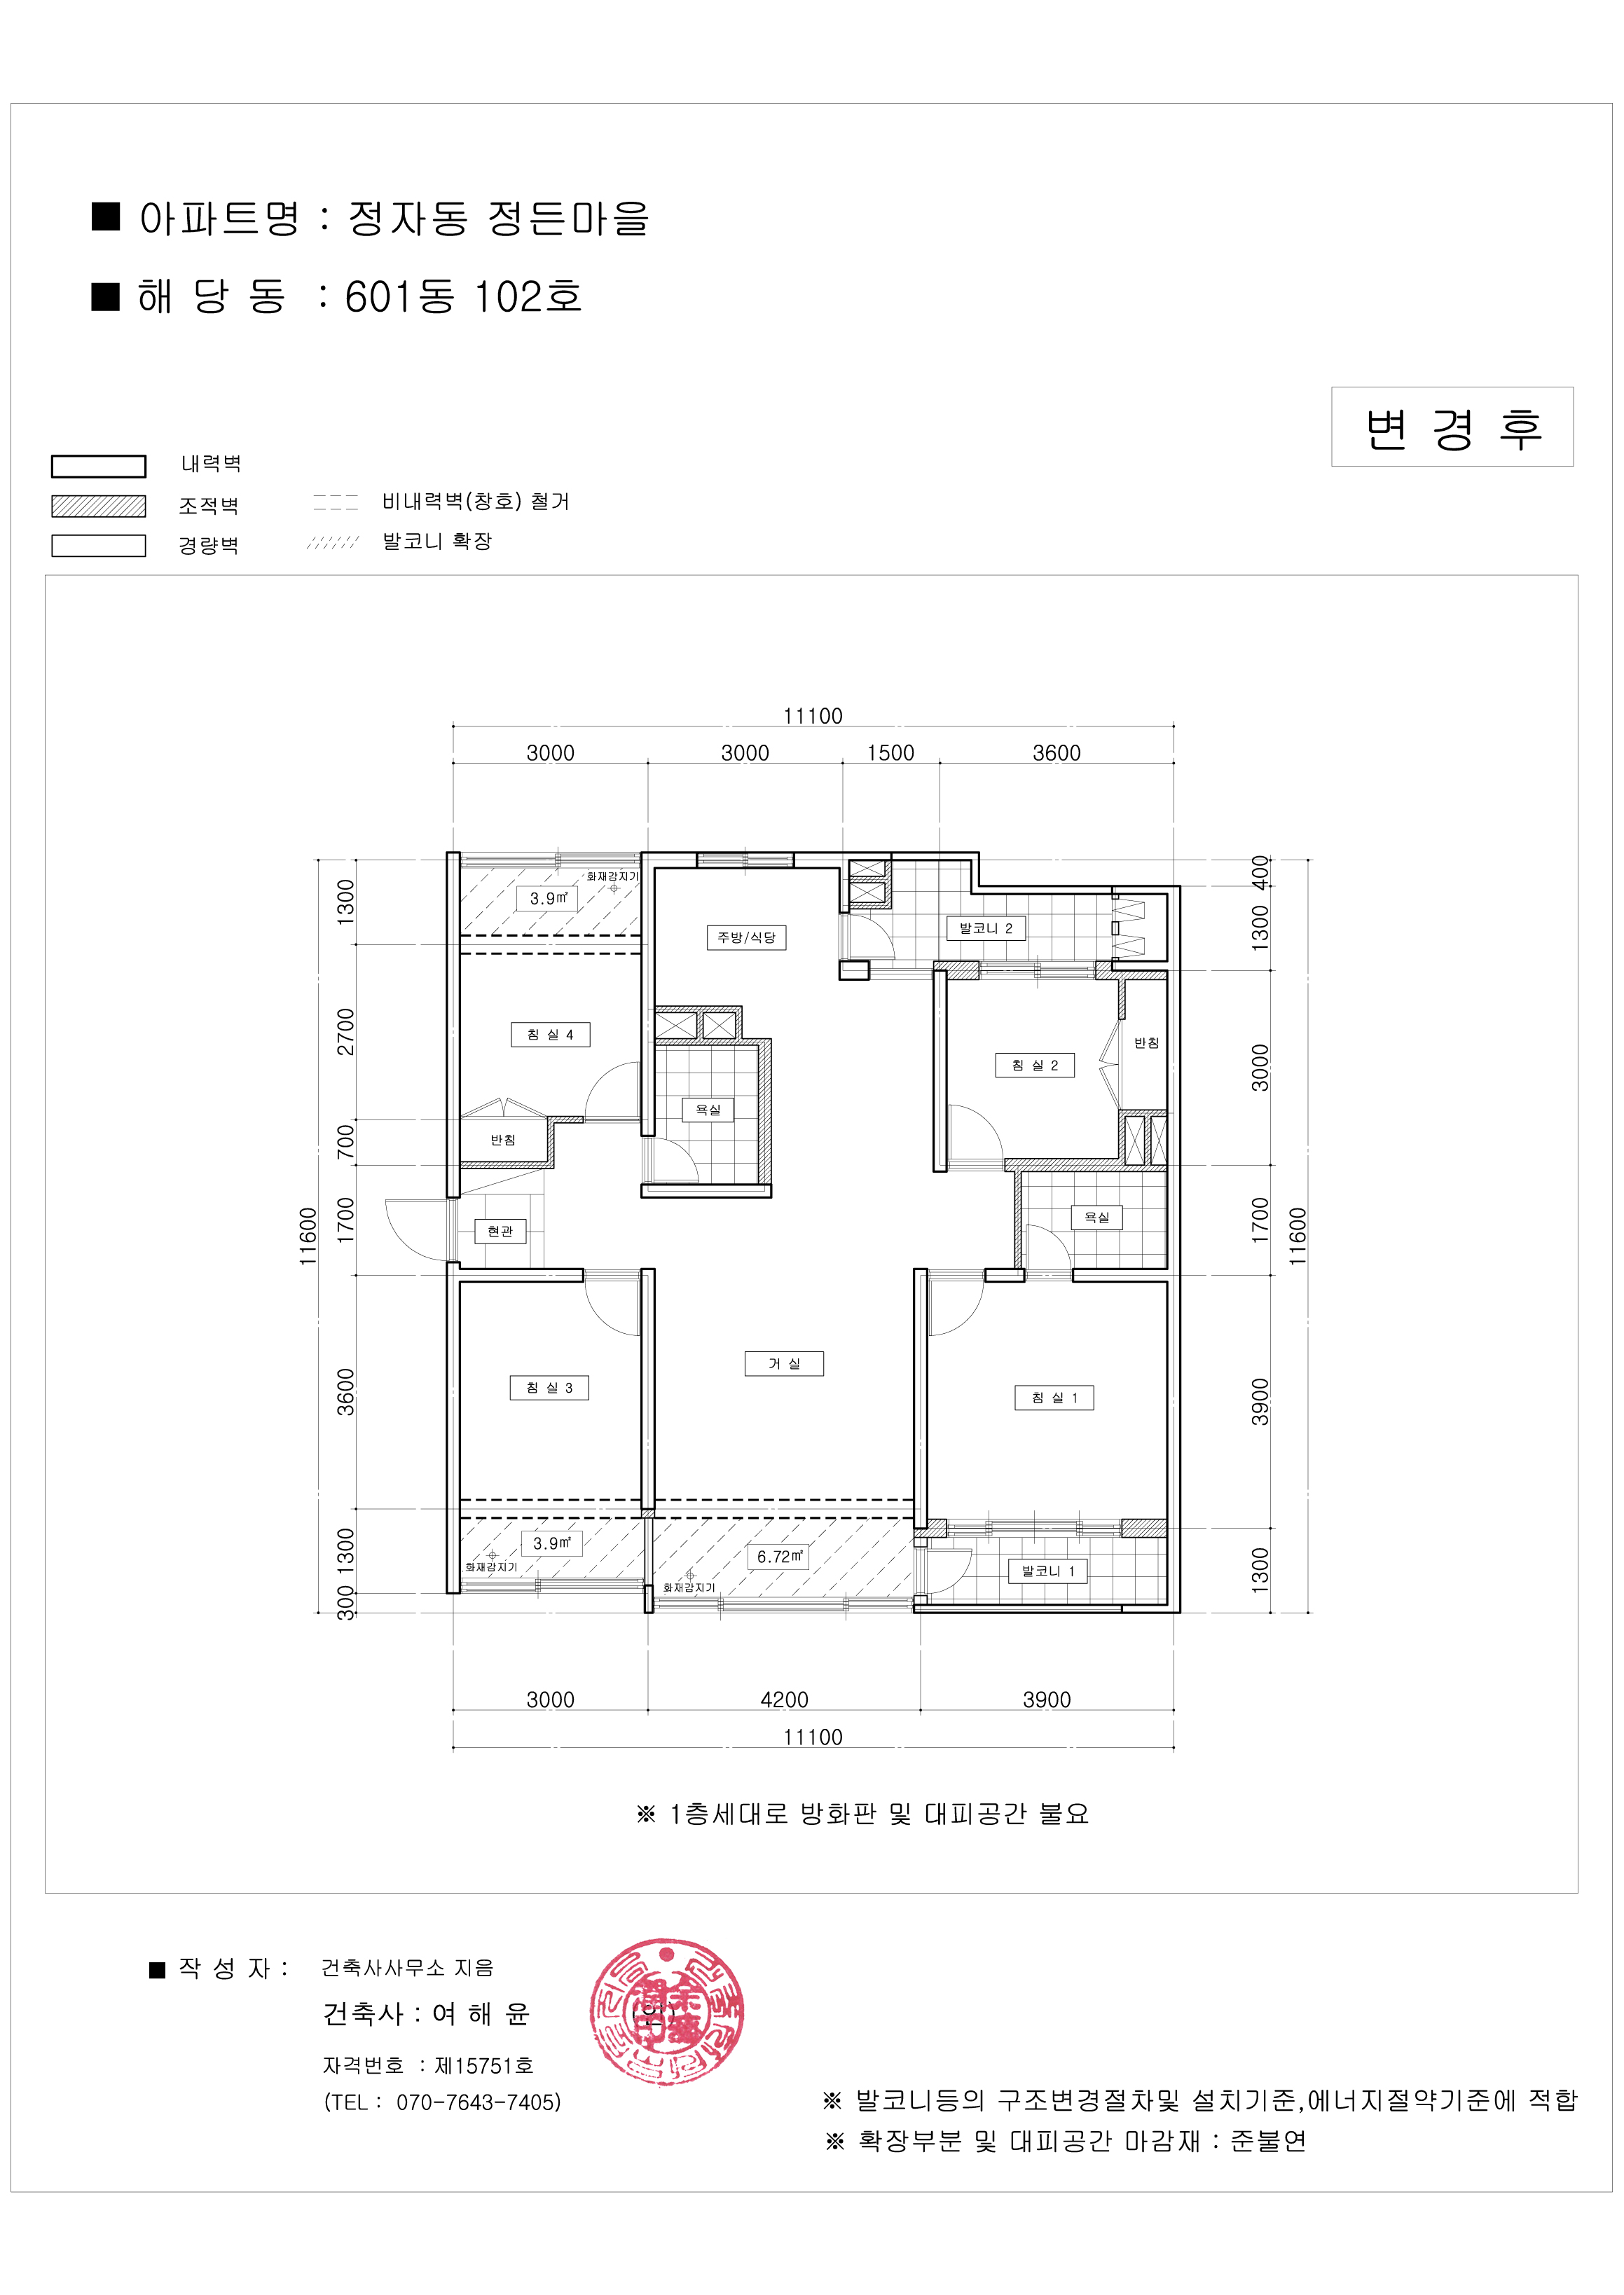 ■ 아파트명 : 정자동 정든마을
■ 해 당 동 : 601동 102호
변 경 후
내력벽
조적벽
경량벽
비내력벽(창호) 철거
발코니 확장
11100
3000 3000 1500 3600
화재감지기
3.9㎡
주방/식당
발코니 2
침 실 4
침 실 2
반침
욕실
반침
욕실
현관
거 실
침 실 3
침 실 1
3.9㎡
화재감지기
6.72㎡
화재감지기
발코니 1
1300
2700
700
1700
3600
1300
300
11600
400
1300
3000
1700
3900
1300
11600
3000 4200 3900
11100
※ 1층세대로 방화판 및 대피공간 불요
■ 작 성 자 : 건축사사무소 지음
건축사 : 여 해 윤 (인)
자격번호 : 제15751호
(TEL : 070-7643-7405)
※ 발코니등의 구조변경절차및 설치기준,에너지절약기준에 적합
※ 확장부분 및 대피공간 마감재 : 준불연